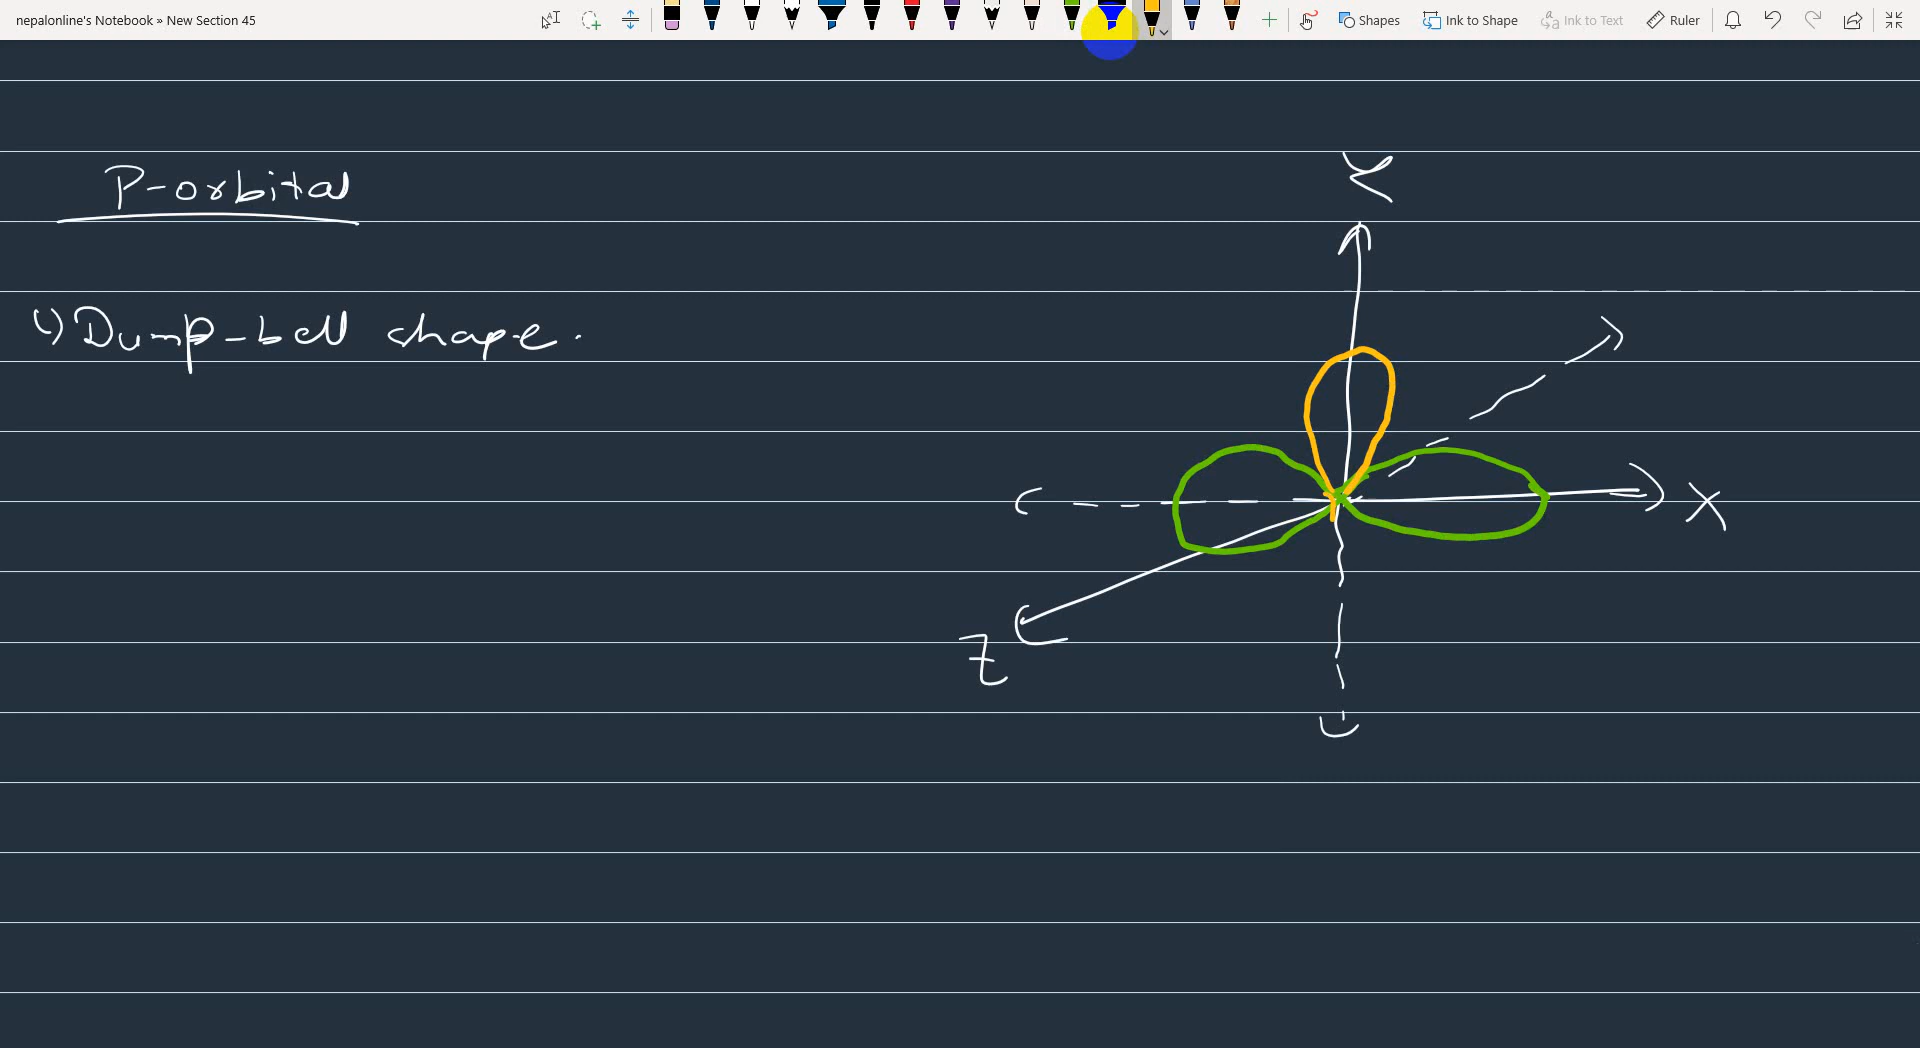 nepalonline's Notebook » New Section 45
Shapes
Ink to Shape
Ink to Text
Ruler
P-orbital
1) Dump-bell shape.
Y
X
Z